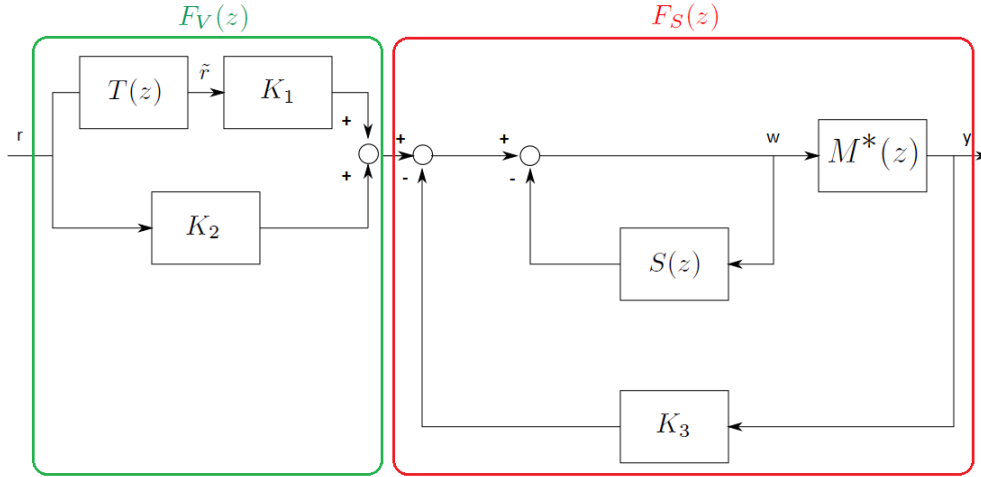 F_V(z)
F_S(z)
r
T(z)
r̃
K_1
+
+
K_2
+
-
+
-
w
M*(z)
y
S(z)
K_3